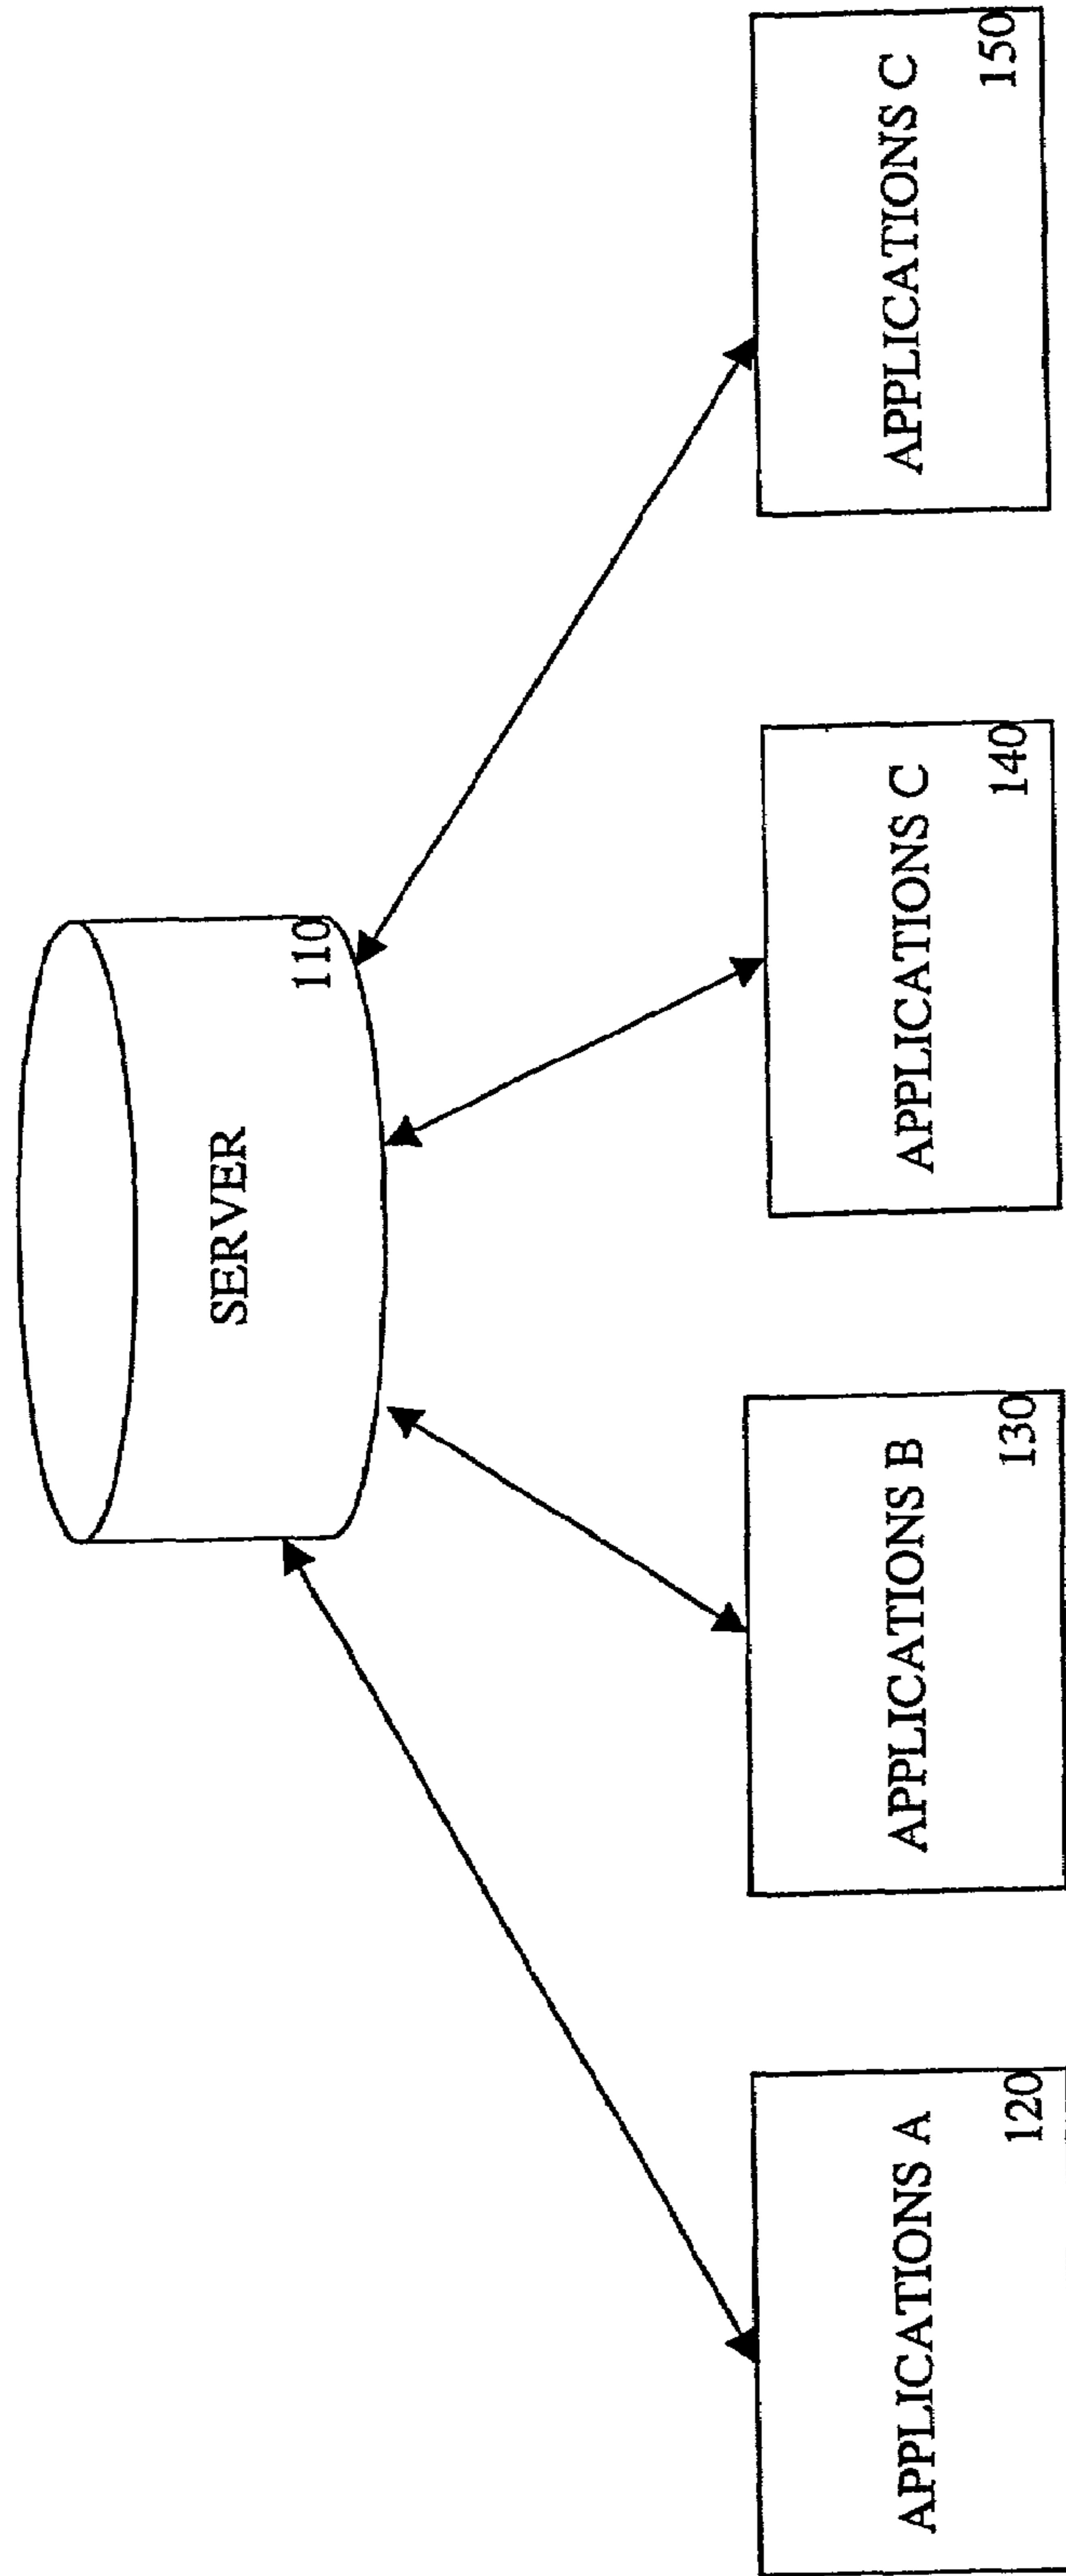 SERVER
110
APPLICATIONS A
120
APPLICATIONS B
130
APPLICATIONS C
140
APPLICATIONS C
150